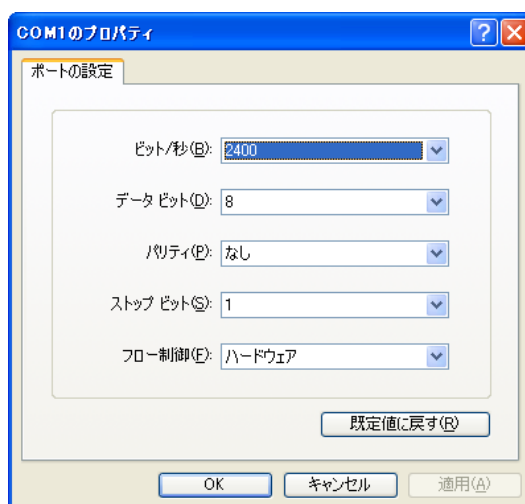 COM1のプロパティ
ポートの設定
ビット/秒(B): 2400
データ ビット(D): 8
パリティ(P): なし
ストップ ビット(S): 1
フロー制御(F): ハードウェア
既定値に戻す(R)
OK キャンセル 適用(A)